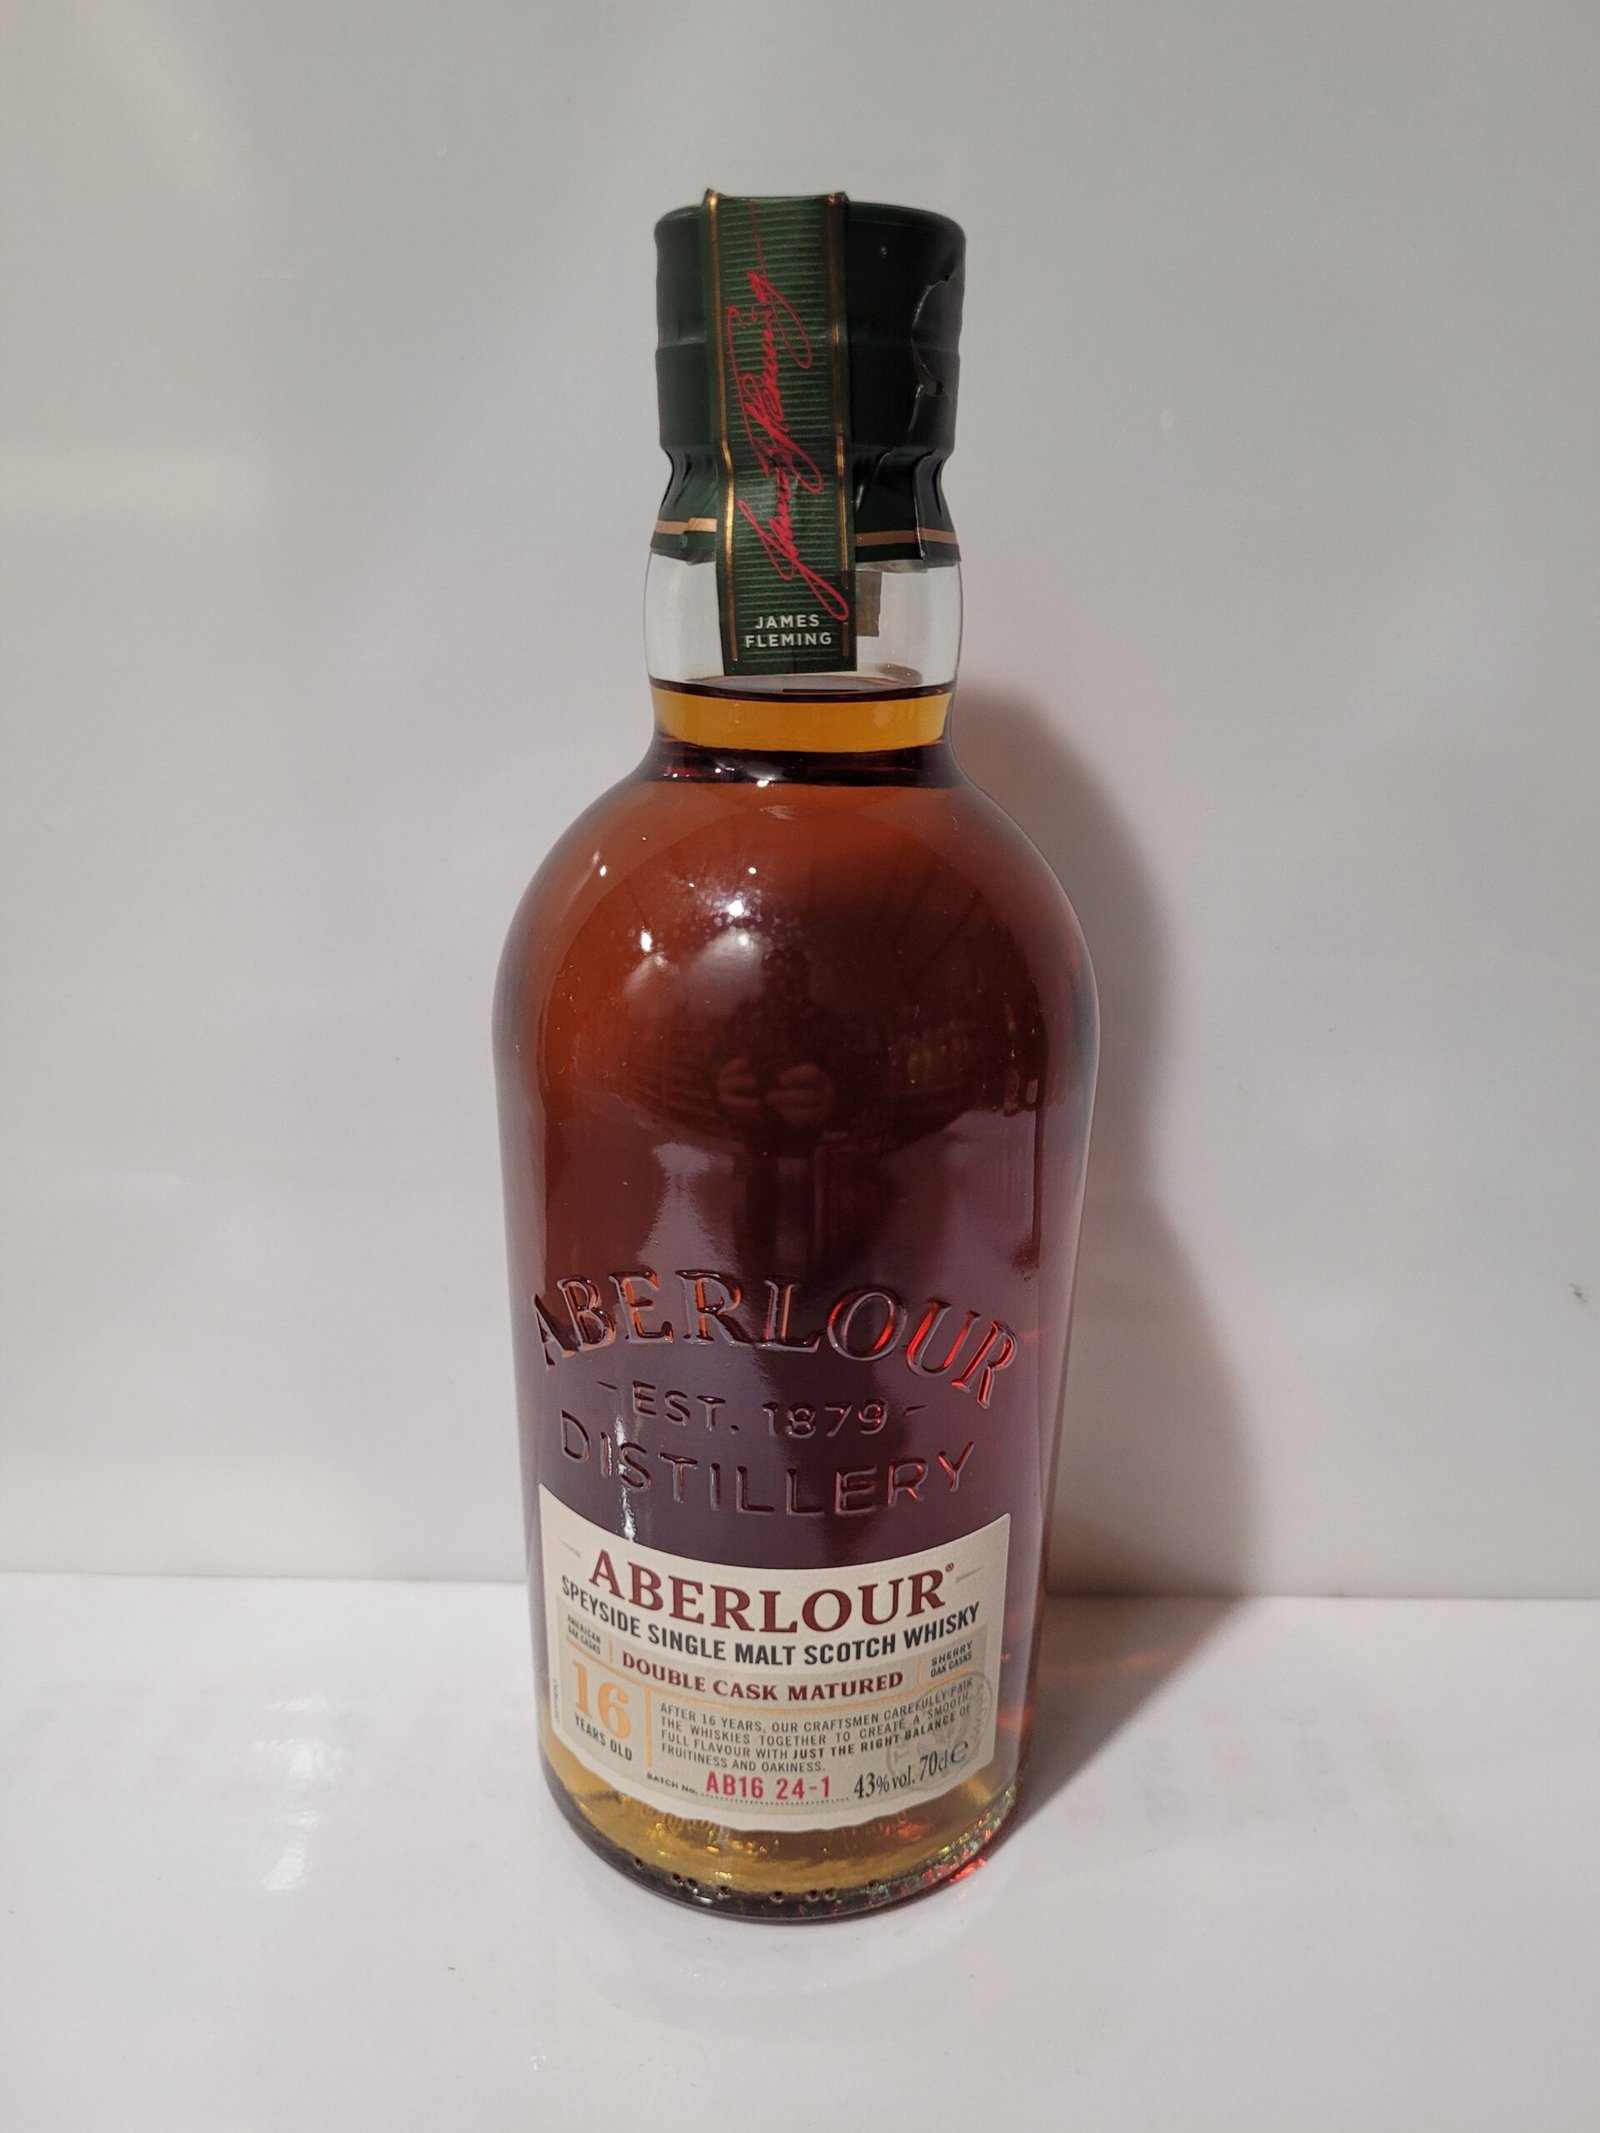 James Fleming
JAMES
FLEMING
ABERLOUR
- EST. 1879 -
DISTILLERY
ABERLOUR®
SPEYSIDE SINGLE MALT SCOTCH WHISKY
AMERICAN
OAK CASKS
DOUBLE CASK MATURED
SHERRY
OAK CASKS
16
YEARS OLD
AFTER 16 YEARS, OUR CRAFTSMEN CAREFULLY PAIR
THE WHISKIES TOGETHER TO CREATE A SMOOTH,
FULL FLAVOUR WITH JUST THE RIGHT BALANCE OF
FRUITINESS AND OAKINESS.
BATCH No. AB16 24-1
43%vol. 70cl e